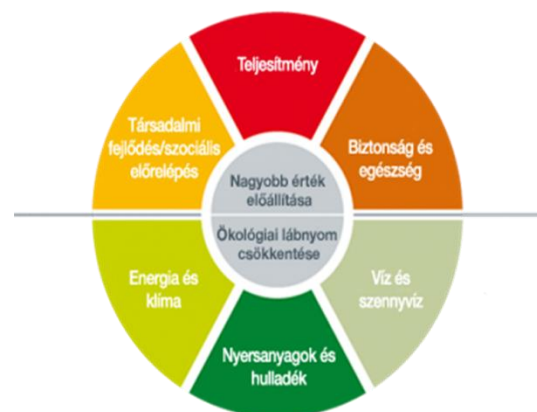 Teljesítmény
Társadalmi
fejlődés/szociális
előrelépés
Biztonság és
egészség
Nagyobb érték
előállítása
Ökológiai lábnyom
csökkentése
Energia és
klíma
Víz és
szennyvíz
Nyersanyagok és
hulladék